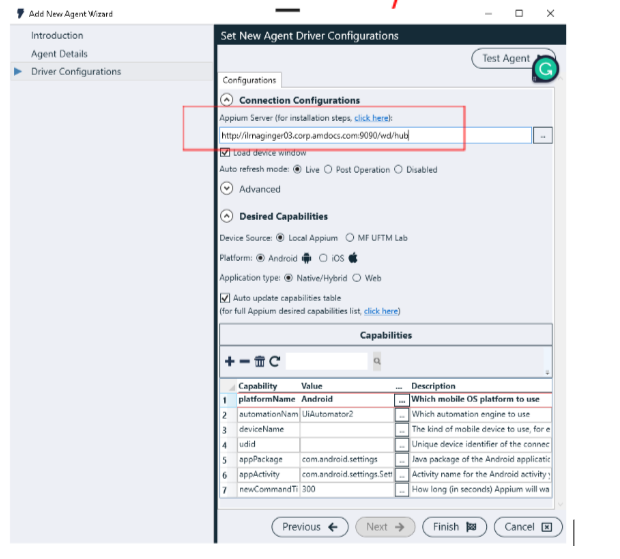 Add New Agent Wizard
Introduction
Agent Details
Driver Configurations
Set New Agent Driver Configurations
Test Agent
Configurations
Connection Configurations
Appium Server (for installation steps, click here):
http://ilrnaginger03.corp.amdocs.com:9090/wd/hub
...
Load device window
Auto refresh mode: Live Post Operation Disabled
Advanced
Desired Capabilities
Device Source: Local Appium MF UFTM Lab
Platform: Android iOS
Application type: Native/Hybrid Web
Auto update capabilities table
(for full Appium desired capabilities list, click here)
Capabilities
Capability Value ... Description
1 platformName Android ... Which mobile OS platform to use
2 automationNam UiAutomator2 ... Which automation engine to use
3 deviceName ... The kind of mobile device to use, for e
4 udid ... Unique device identifier of the connec
5 appPackage com.android.settings ... Java package of the Android applicatic
6 appActivity com.android.settings.Sett ... Activity name for the Android activity y
7 newCommandTi 300 ... How long (in seconds) Appium will wa
Previous Next Finish Cancel